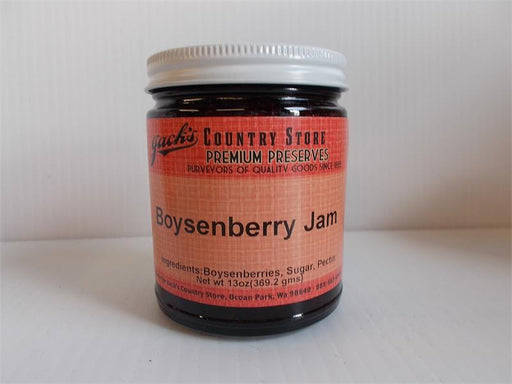 Jack's COUNTRY STORE
PREMIUM PRESERVES
PURVEYORS OF QUALITY GOODS SINCE
Boysenberry Jam
Ingredients:Boysenberries, Sugar, Pectin
Net wt 13oz(369.2 gms)
Jack's Country Store, Ocean Park, Wa 98640